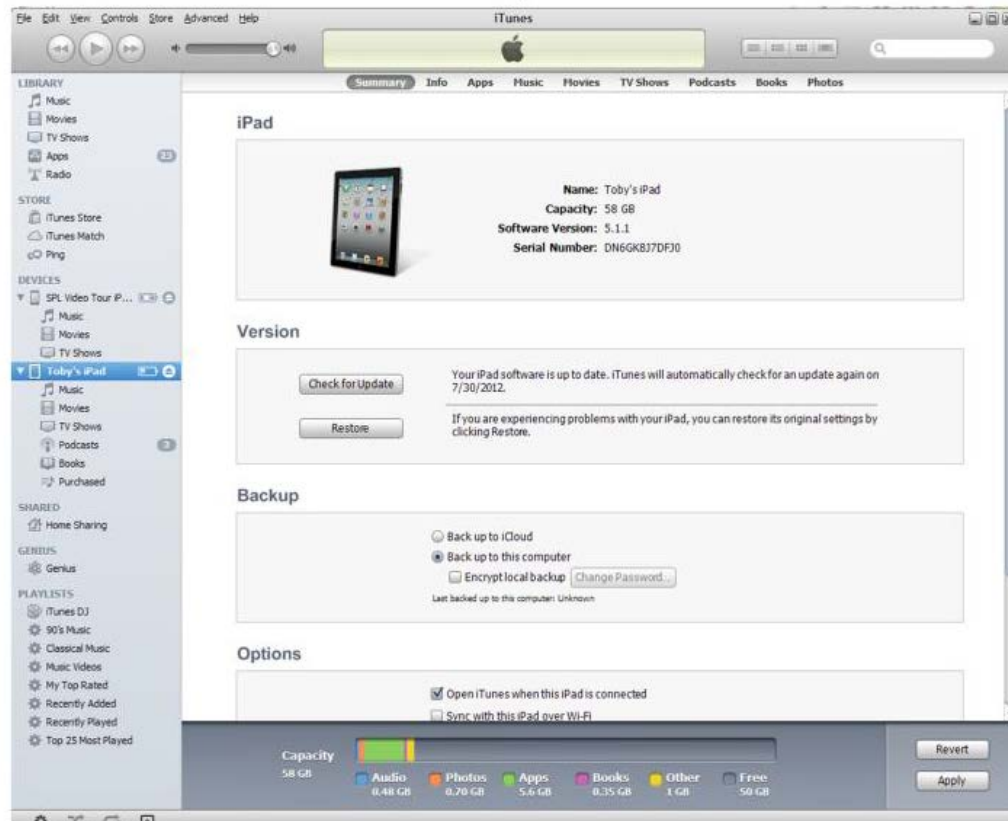 File Edit View Controls Store Advanced Help
iTunes
Summary Info Apps Music Movies TV Shows Podcasts Books Photos
LIBRARY
Music
Movies
TV Shows
Apps 23
Radio
STORE
iTunes Store
iTunes Match
Ping
DEVICES
SPL Video Tour iP...
Music
Movies
TV Shows
Toby's iPad
Music
Movies
TV Shows
Podcasts 3
Books
Purchased
SHARED
Home Sharing
GENIUS
Genius
PLAYLISTS
iTunes DJ
90's Music
Classical Music
Music Videos
My Top Rated
Recently Added
Recently Played
Top 25 Most Played
iPad
Name: Toby's iPad
Capacity: 58 GB
Software Version: 5.1.1
Serial Number: DN6GK8J7DFJ0
Version
Check for Update
Your iPad software is up to date. iTunes will automatically check for an update again on
7/30/2012.
Restore
If you are experiencing problems with your iPad, you can restore its original settings by
clicking Restore.
Backup
Back up to iCloud
Back up to this computer
Encrypt local backup Change Password...
Last backed up to this computer: Unknown
Options
Open iTunes when this iPad is connected
Sync with this iPad over Wi-Fi
Capacity
58 GB
Audio Photos Apps Books Other Free
0.48 GB 0.70 GB 5.6 GB 0.35 GB 1 GB 50 GB
Revert
Apply